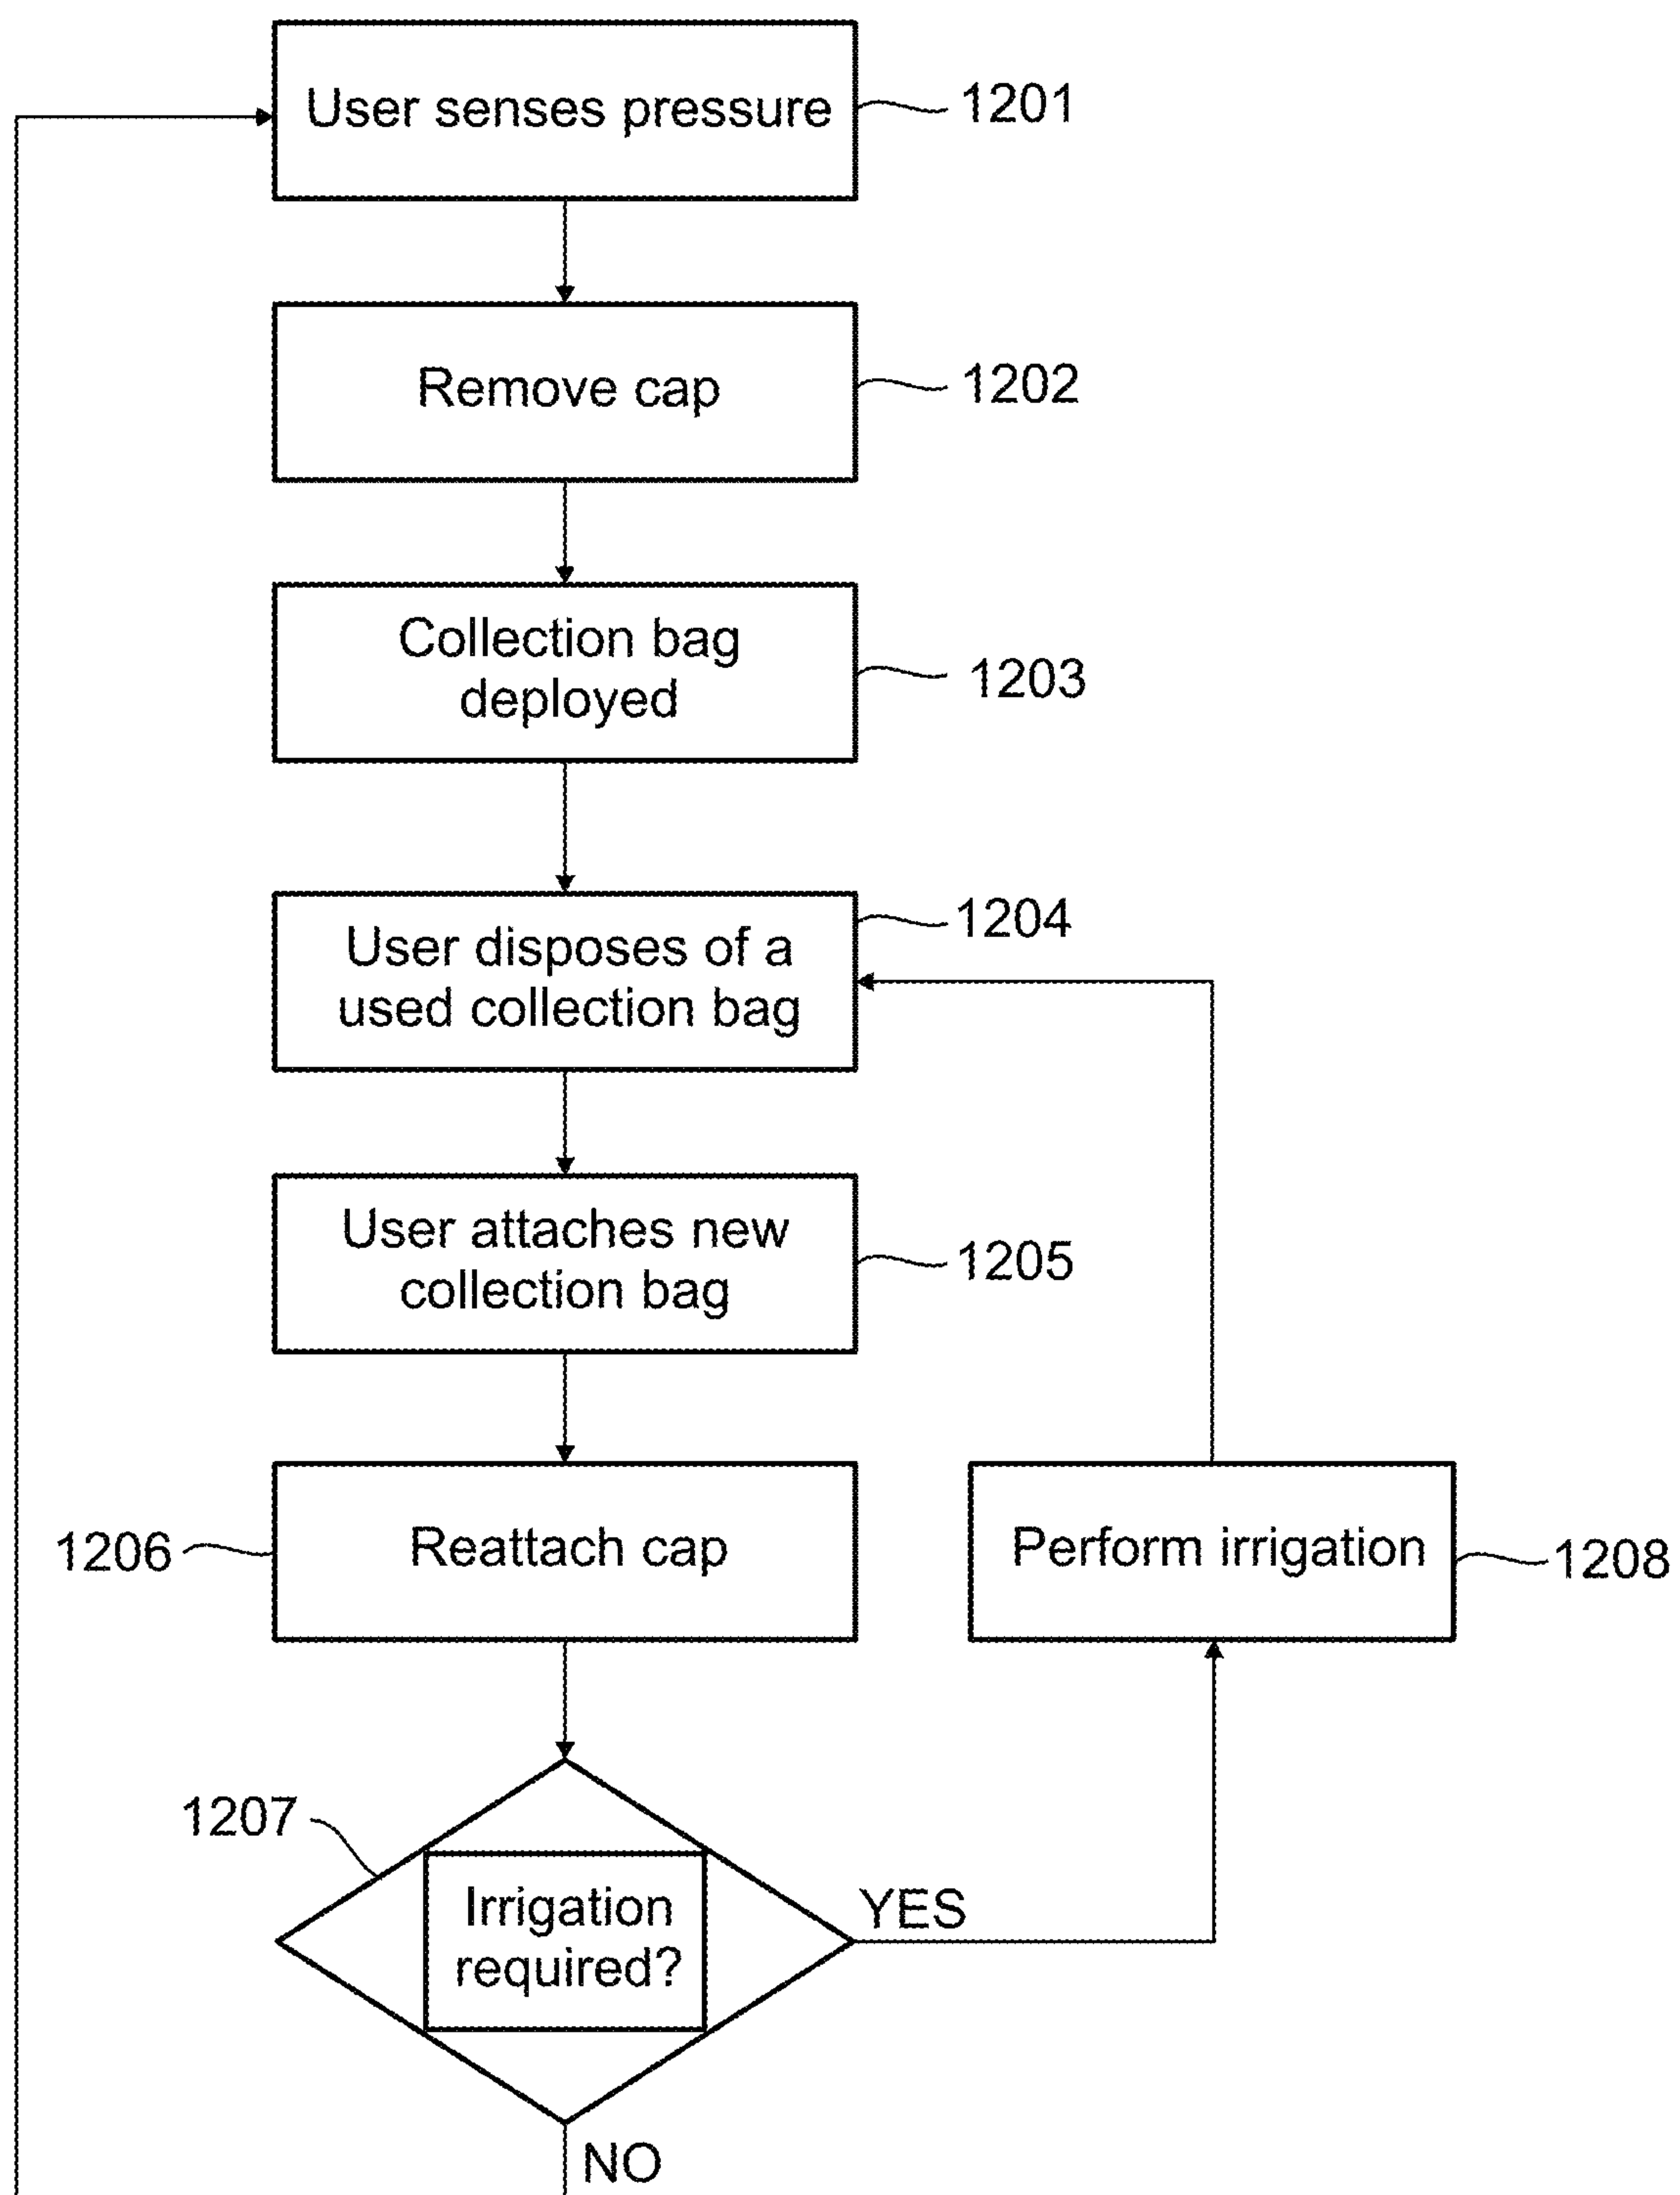 User senses pressure
1201
Remove cap
1202
Collection bag
deployed
1203
1204
User disposes of a
used collection bag
User attaches new
collection bag
1205
1206
Reattach cap
Perform irrigation
1208
1207
Irrigation
required?
YES
NO